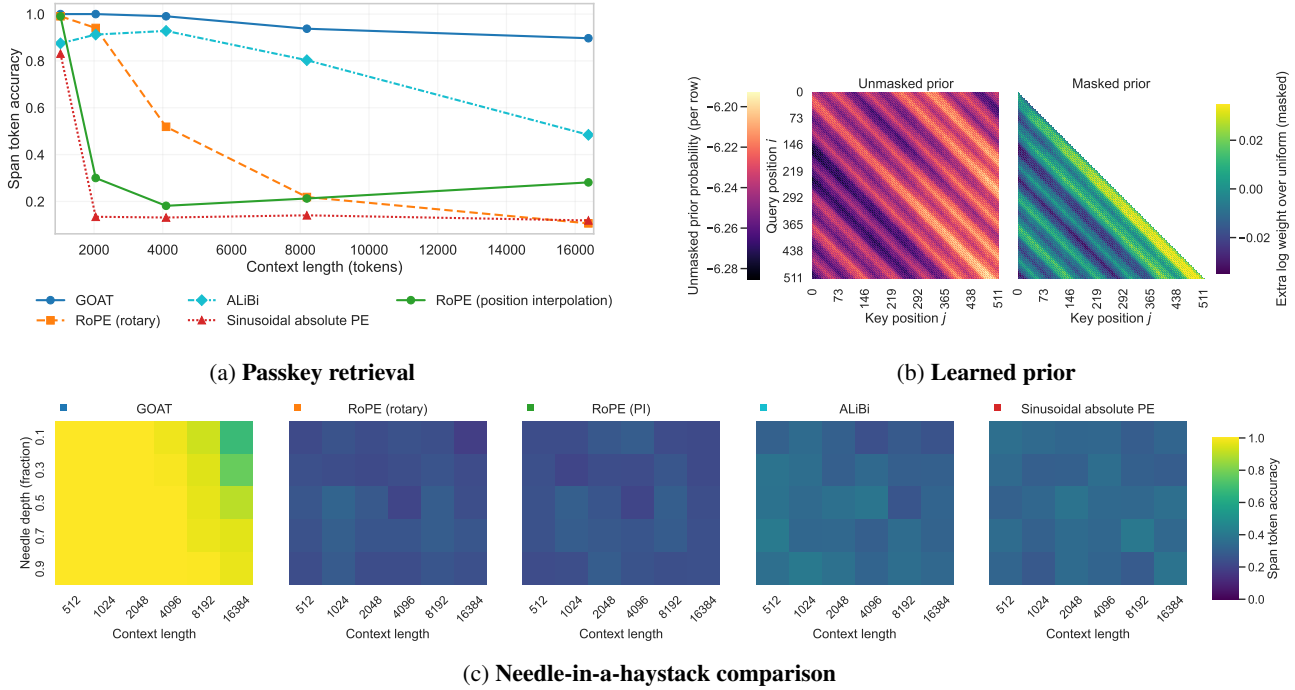 1.0
0.8
0.6
0.4
0.2
Span token accuracy
2000 4000 6000 8000 10000 12000 14000 16000
Context length (tokens)
GOAT
ALiBi
RoPE (position interpolation)
RoPE (rotary)
Sinusoidal absolute PE
(a) Passkey retrieval
Unmasked prior probability (per row)
−6.20
−6.22
−6.24
−6.26
−6.28
Unmasked prior
Masked prior
Query position i
0
73
146
219
292
365
438
511
0 73 146 219 292 365 438 511
Key position j
0 73 146 219 292 365 438 511
Key position j
0.02
0.00
−0.02
Extra log weight over uniform (masked)
(b) Learned prior
GOAT
RoPE (rotary)
RoPE (PI)
ALiBi
Sinusoidal absolute PE
Needle depth (fraction)
0.1
0.3
0.5
0.7
0.9
512 1024 2048 4096 8192 16384
Context length
512 1024 2048 4096 8192 16384
Context length
512 1024 2048 4096 8192 16384
Context length
512 1024 2048 4096 8192 16384
Context length
512 1024 2048 4096 8192 16384
Context length
1.0
0.8
0.6
0.4
0.2
0.0
Span token accuracy
(c) Needle-in-a-haystack comparison